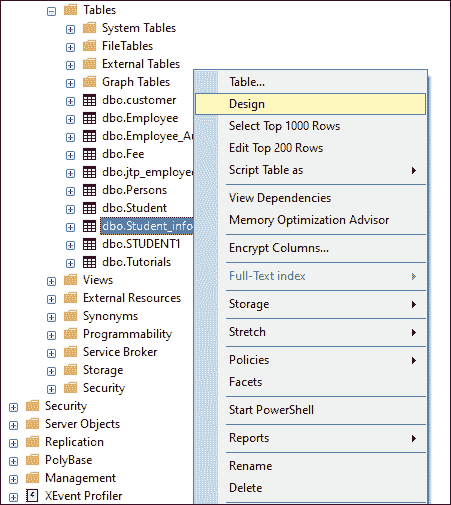 Tables
System Tables
FileTables
External Tables
Graph Tables
dbo.customer
dbo.Employee
dbo.Employee_Au
dbo.Fee
dbo.jtp_employee
dbo.Persons
dbo.Student
dbo.Student_info
dbo.STUDENT1
dbo.Tutorials
Views
External Resources
Synonyms
Programmability
Service Broker
Storage
Security
Security
Server Objects
Replication
PolyBase
Management
XEvent Profiler
Table...
Design
Select Top 1000 Rows
Edit Top 200 Rows
Script Table as
View Dependencies
Memory Optimization Advisor
Encrypt Columns...
Full-Text index
Storage
Stretch
Policies
Facets
Start PowerShell
Reports
Rename
Delete